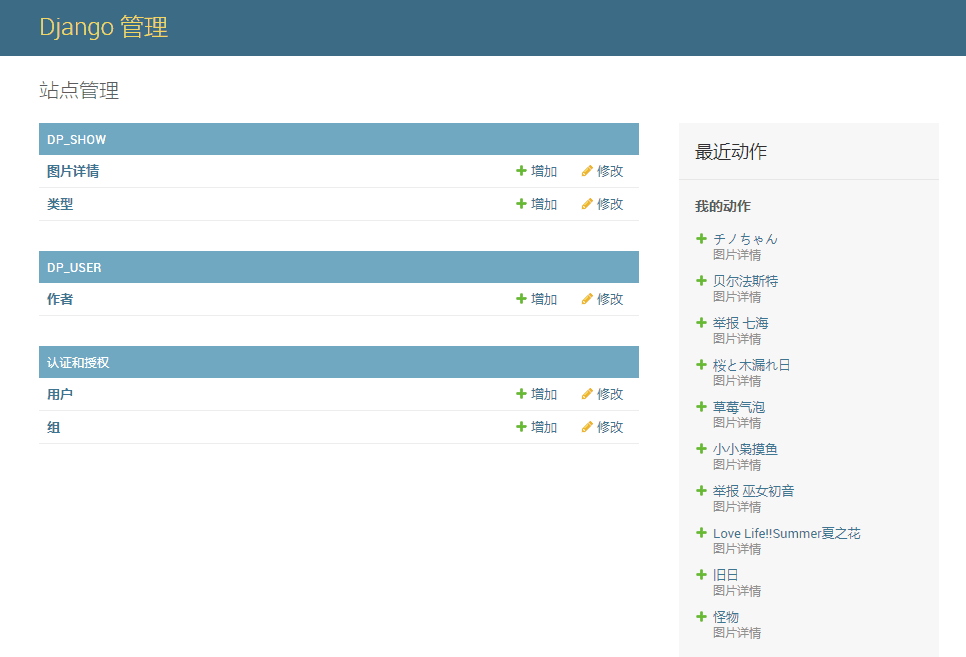 Django 管理
站点管理
DP_SHOW
图片详情 增加 修改
类型 增加 修改
DP_USER
作者 增加 修改
认证和授权
用户 增加 修改
组 增加 修改
最近动作
我的动作
チノちゃん
图片详情
贝尔法斯特
图片详情
举报 七海
图片详情
桜と木漏れ日
图片详情
草莓气泡
图片详情
小小枭摸鱼
图片详情
举报 巫女初音
图片详情
Love Life!!Summer夏之花
图片详情
旧日
图片详情
怪物
图片详情